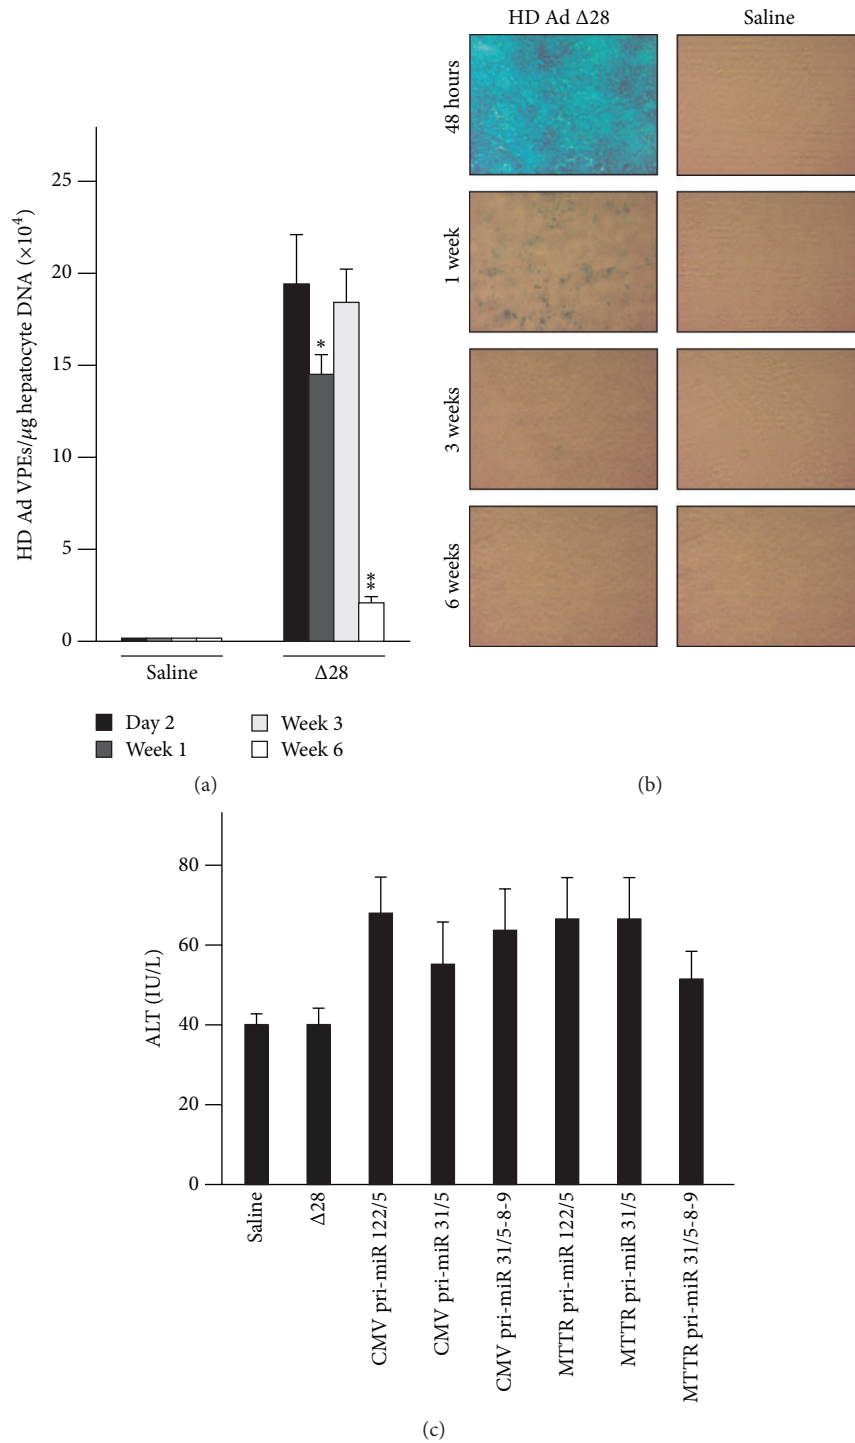 HD Ad VPEs/µg hepatocyte DNA (×10⁴)
25
20
15
10
5
0
*
**
Saline
Δ28
Day 2
Week 1
Week 3
Week 6
(a)
HD Ad Δ28
Saline
48 hours
1 week
3 weeks
6 weeks
(b)
ALT (IU/L)
80
60
40
20
0
Saline
Δ28
CMV pri-miR 122/5
CMV pri-miR 31/5
CMV pri-miR 31/5-8-9
MTTR pri-miR 122/5
MTTR pri-miR 31/5
MTTR pri-miR 31/5-8-9
(c)